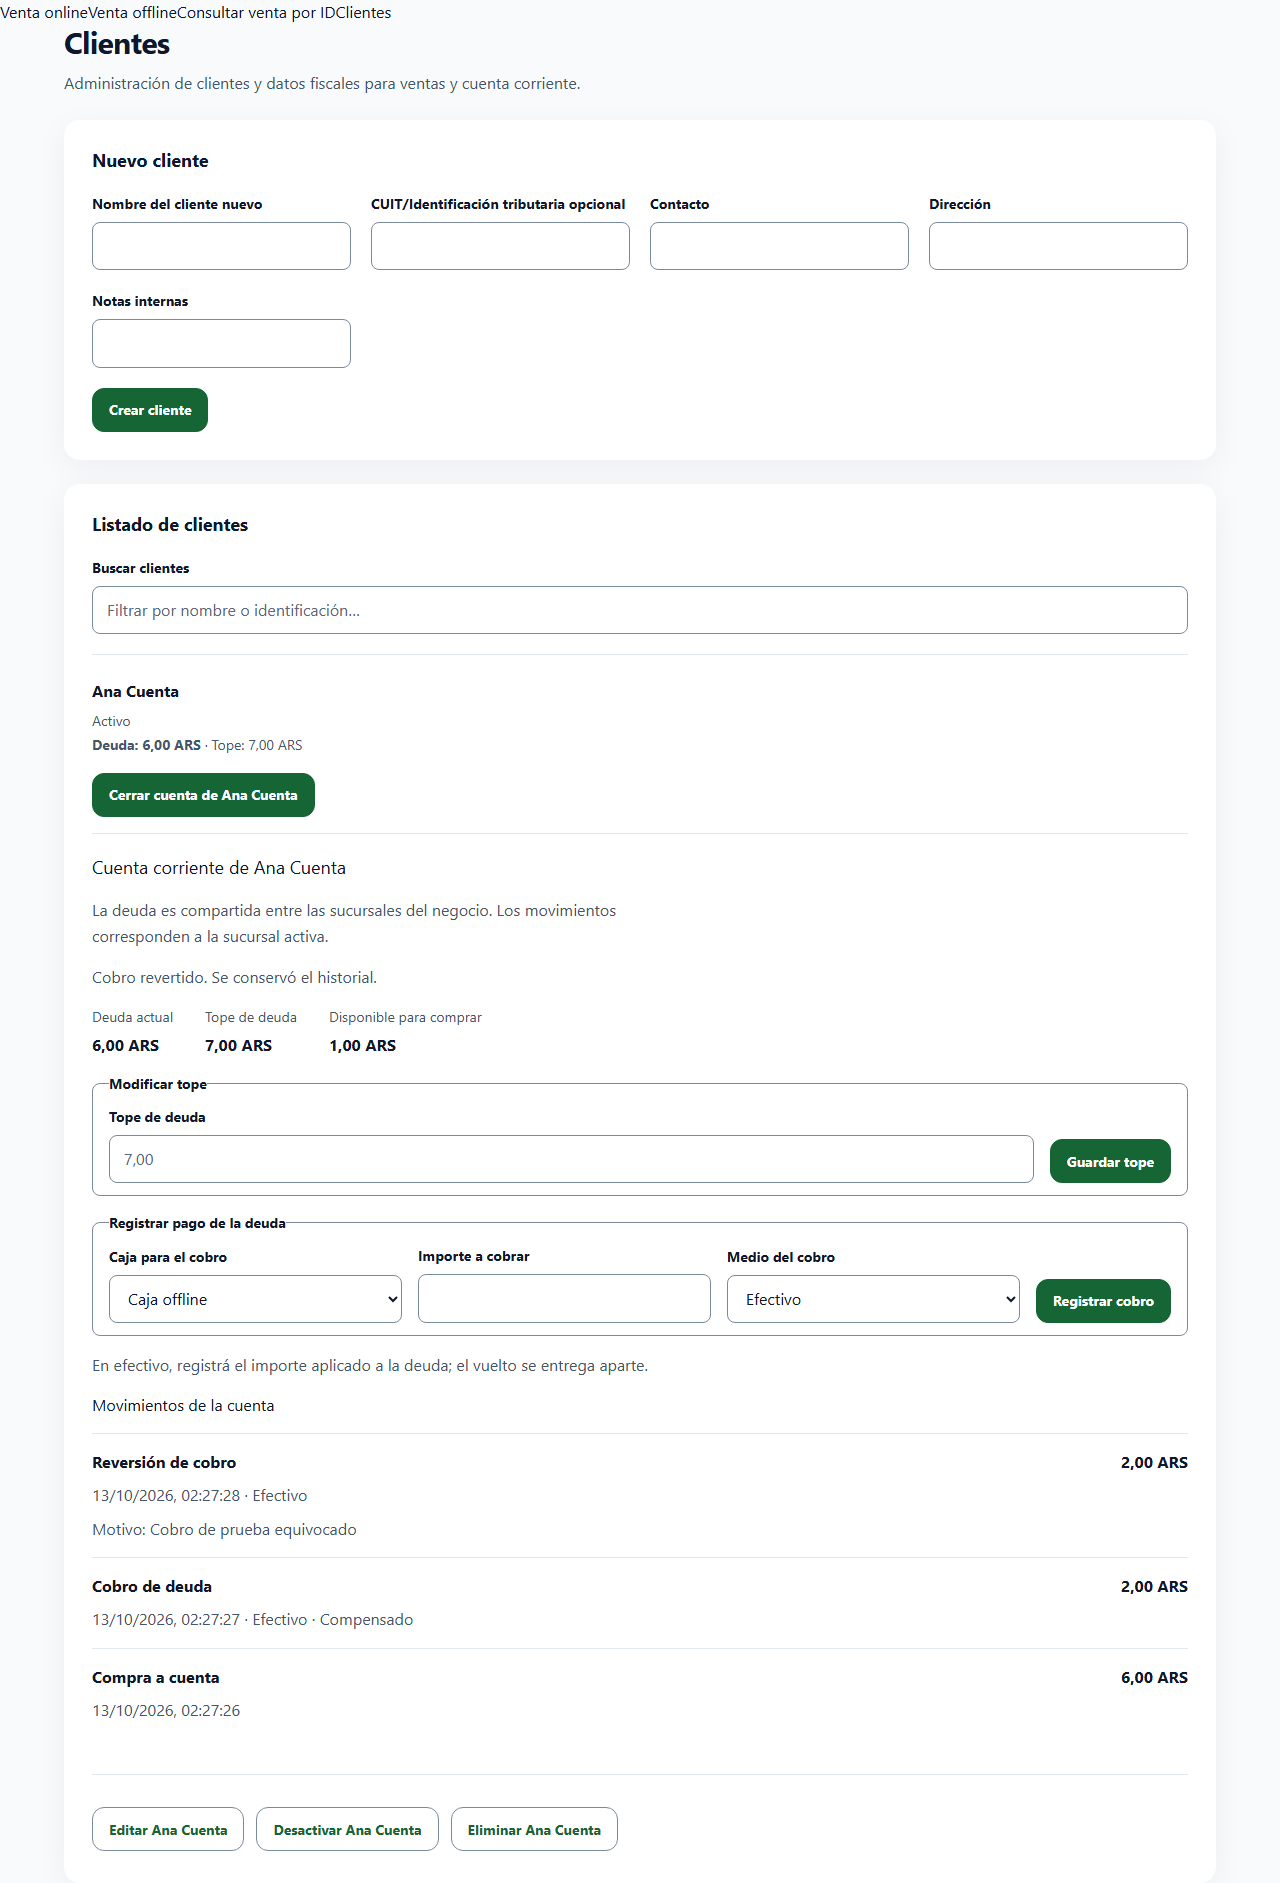 Venta onlineVenta offlineConsultar venta por IDClientes
Clientes
Administración de clientes y datos fiscales para ventas y cuenta corriente.
Nuevo cliente
Nombre del cliente nuevo
CUIT/Identificación tributaria opcional
Contacto
Dirección
Notas internas
Crear cliente
Listado de clientes
Buscar clientes
Filtrar por nombre o identificación...
Ana Cuenta
Activo
Deuda: 6,00 ARS · Tope: 7,00 ARS
Cerrar cuenta de Ana Cuenta
Cuenta corriente de Ana Cuenta
La deuda es compartida entre las sucursales del negocio. Los movimientos
corresponden a la sucursal activa.
Cobro revertido. Se conservó el historial.
Deuda actual
6,00 ARS
Tope de deuda
7,00 ARS
Disponible para comprar
1,00 ARS
Modificar tope
Tope de deuda
7,00
Guardar tope
Registrar pago de la deuda
Caja para el cobro
Caja offline
Importe a cobrar
Medio del cobro
Efectivo
Registrar cobro
En efectivo, registrá el importe aplicado a la deuda; el vuelto se entrega aparte.
Movimientos de la cuenta
Reversión de cobro
2,00 ARS
13/10/2026, 02:27:28 · Efectivo
Motivo: Cobro de prueba equivocado
Cobro de deuda
2,00 ARS
13/10/2026, 02:27:27 · Efectivo · Compensado
Compra a cuenta
6,00 ARS
13/10/2026, 02:27:26
Editar Ana Cuenta
Desactivar Ana Cuenta
Eliminar Ana Cuenta